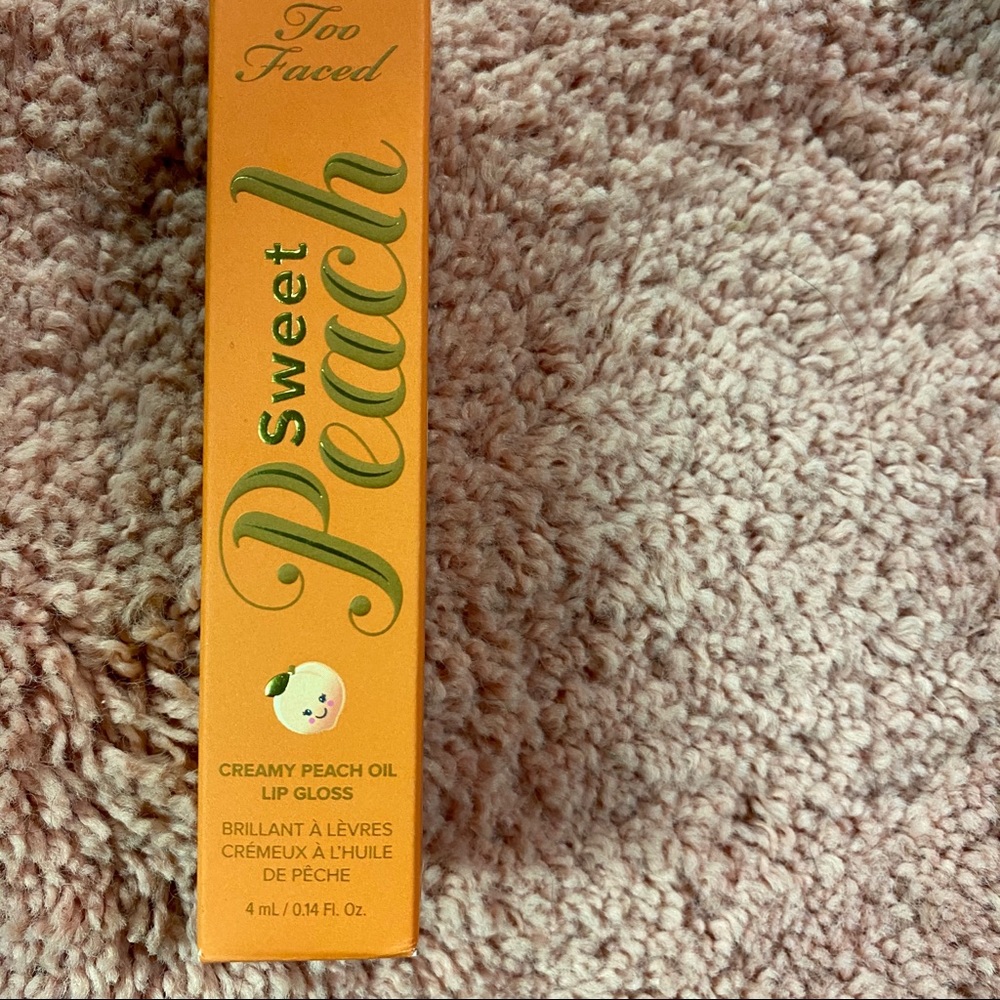 Too
Faced
Sweet
Peach
CREAMY PEACH OIL
LIP GLOSS
BRILLANT À LÈVRES
CRÉMEUX À L'HUILE
DE PÊCHE
4 mL / 0.14 Fl. Oz.